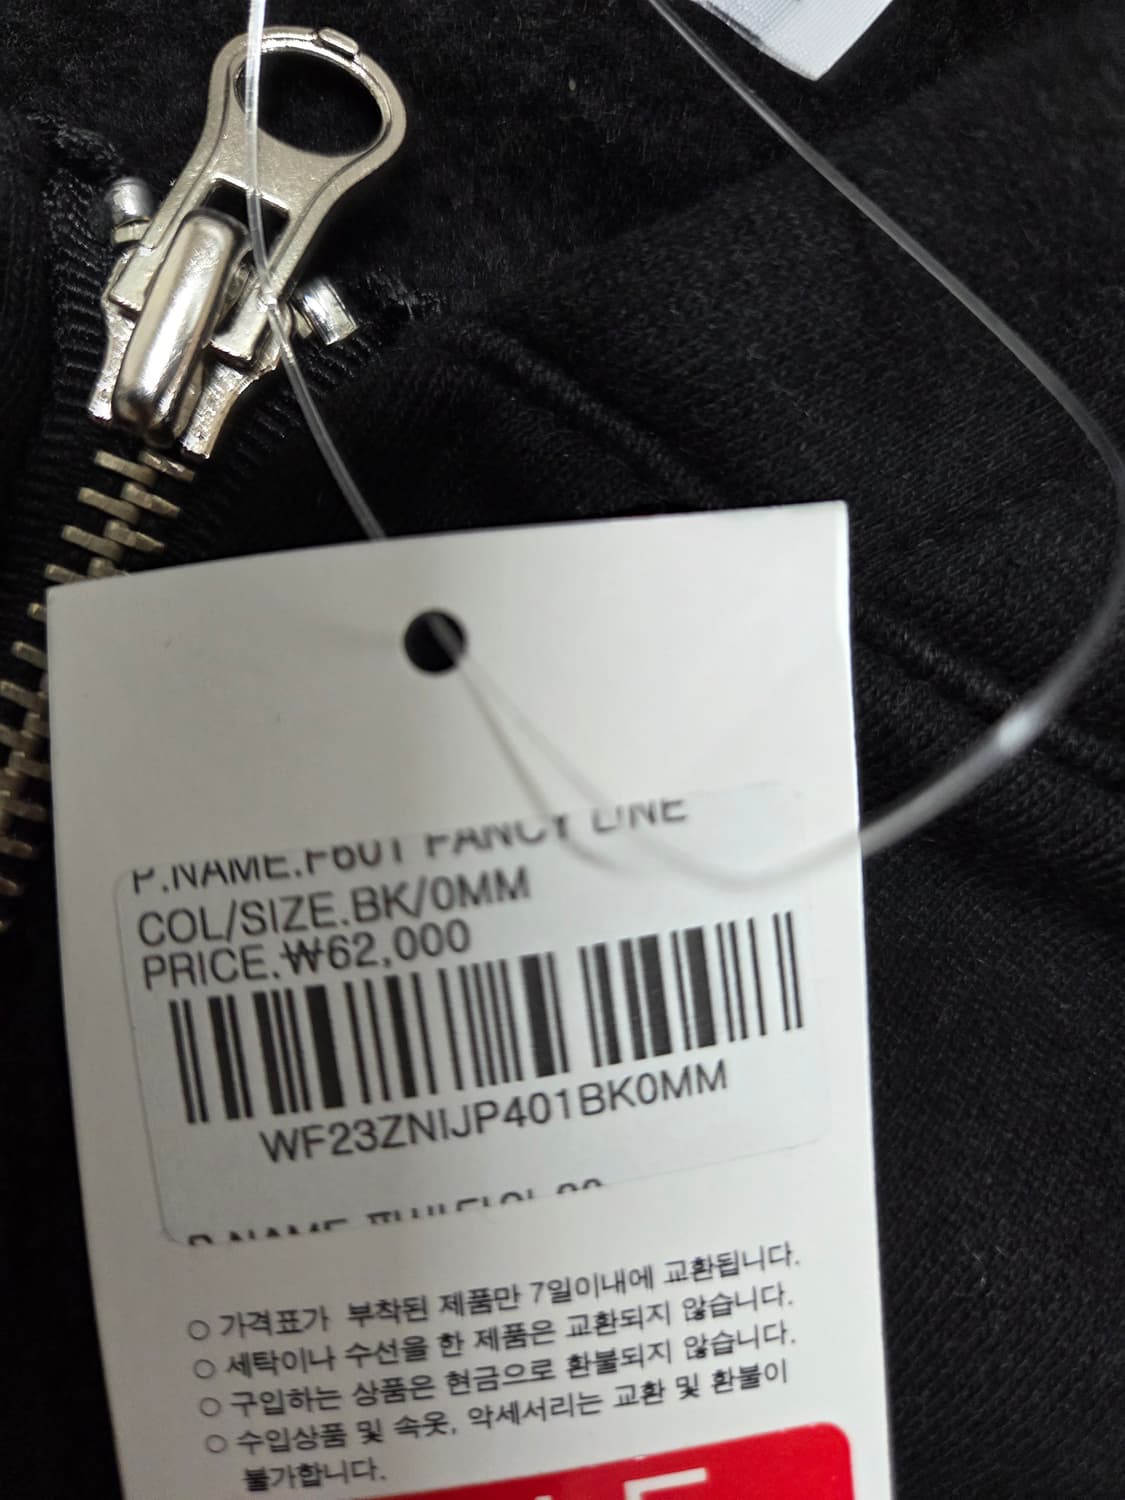 P.NAME.F601 FANCY LINE
COL/SIZE.BK/0MM
PRICE.₩62,000
WF23ZNIJP401BK0MM
P.NAME
○ 가격표가 부착된 제품만 7일이내에 교환됩니다.
○ 세탁이나 수선을 한 제품은 교환되지 않습니다.
○ 구입하는 상품은 현금으로 환불되지 않습니다.
○ 수입상품 및 속옷, 악세서리는 교환 및 환불이
불가합니다.